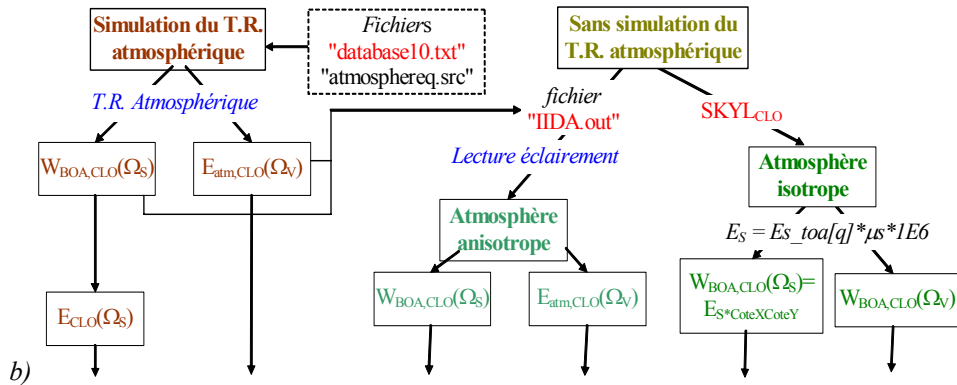 Simulation du T.R.
atmosphérique
Fichiers
"database10.txt"
"atmosphereq.src"
Sans simulation du
T.R. atmosphérique
T.R. Atmosphérique
fichier
"IIDA.out"
SKYL_CLO
Lecture éclairement
W_BOA,CLO(Ω_S)
E_atm,CLO(Ω_V)
Atmosphère
isotrope
Atmosphère
anisotrope
E_S = Es_toa[q]*µs*1E6
W_BOA,CLO(Ω_S)
E_atm,CLO(Ω_V)
W_BOA,CLO(Ω_S)=
E_S*CoteXCoteY
W_BOA,CLO(Ω_V)
E_CLO(Ω_S)
b)